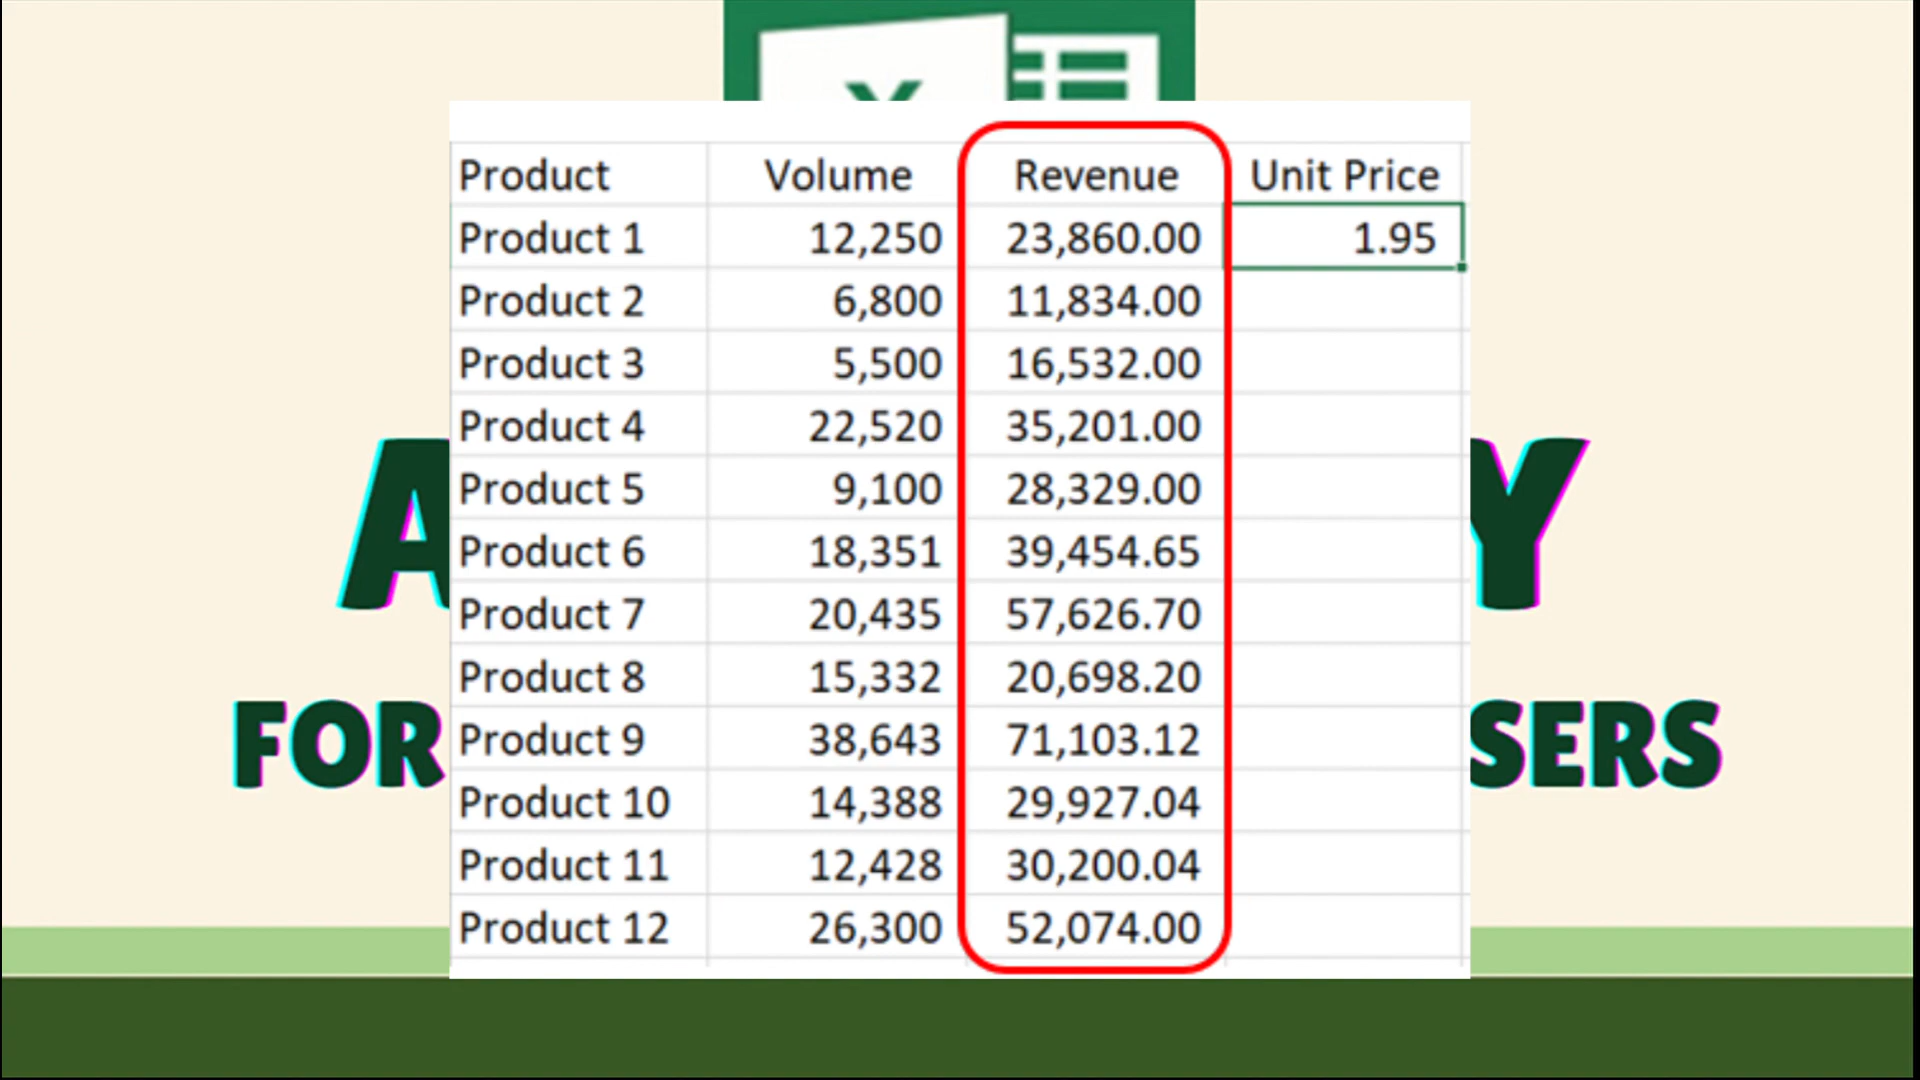 Product Volume Revenue Unit Price
Product 1 12,250 23,860.00 1.95
Product 2 6,800 11,834.00
Product 3 5,500 16,532.00
Product 4 22,520 35,201.00
Product 5 9,100 28,329.00
Product 6 18,351 39,454.65
Product 7 20,435 57,626.70
Product 8 15,332 20,698.20
Product 9 38,643 71,103.12
Product 10 14,388 29,927.04
Product 11 12,428 30,200.04
Product 12 26,300 52,074.00
FOR